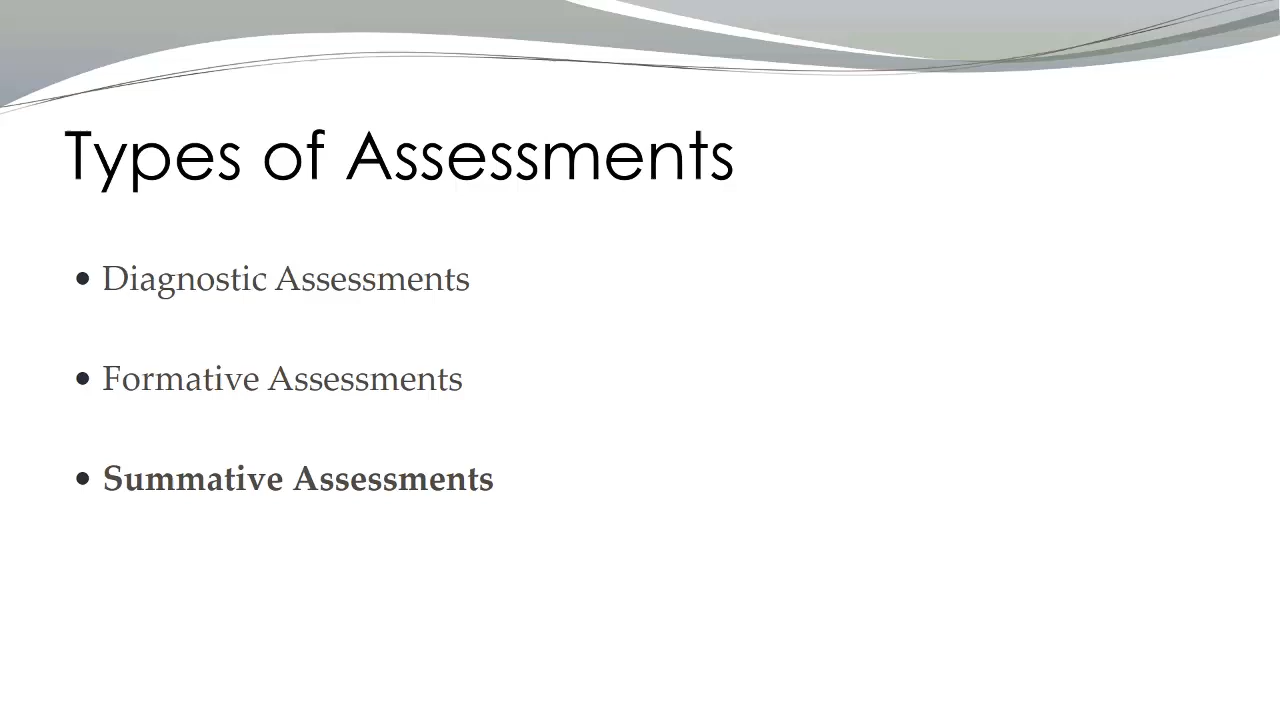 Types of Assessments
• Diagnostic Assessments
• Formative Assessments
• Summative Assessments